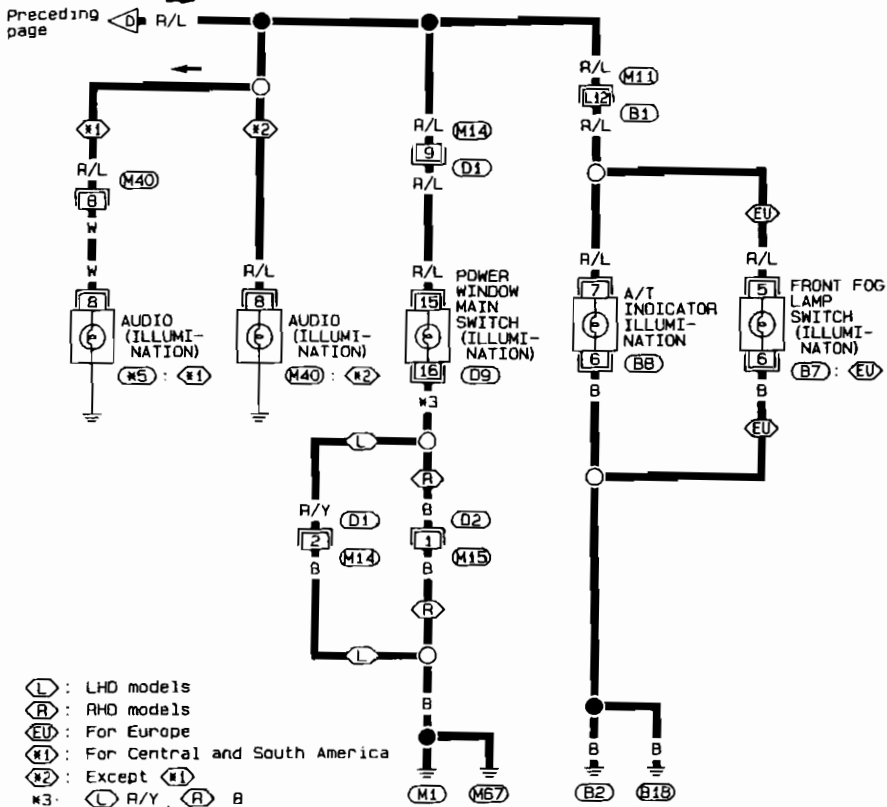 Preceding page
D R/L
R/L
M11
L12
B1
R/L
*1
*2
R/L
M14
9
D1
R/L
R/L
M40
8
W
W
EU
8
AUDIO (ILLUMI-NATION)
*5 : *1
R/L
8
AUDIO (ILLUMI-NATION)
M40 : *2
R/L
15
POWER WINDOW MAIN SWITCH (ILLUMI-NATION)
16
D9
*3
R/L
7
A/T INDICATOR ILLUMI-NATION
6
B8
B
R/L
5
FRONT FOG LAMP SWITCH (ILLUMI-NATON)
6
B7 : EU
B
EU
L
R
R/Y
D1
2
M14
B
B
D2
1
M15
B
R
L
B
M1
M67
B
B
B2
B18
L : LHD models
R : RHD models
EU : For Europe
*1 : For Central and South America
*2 : Except *1
*3· L R/Y, R B